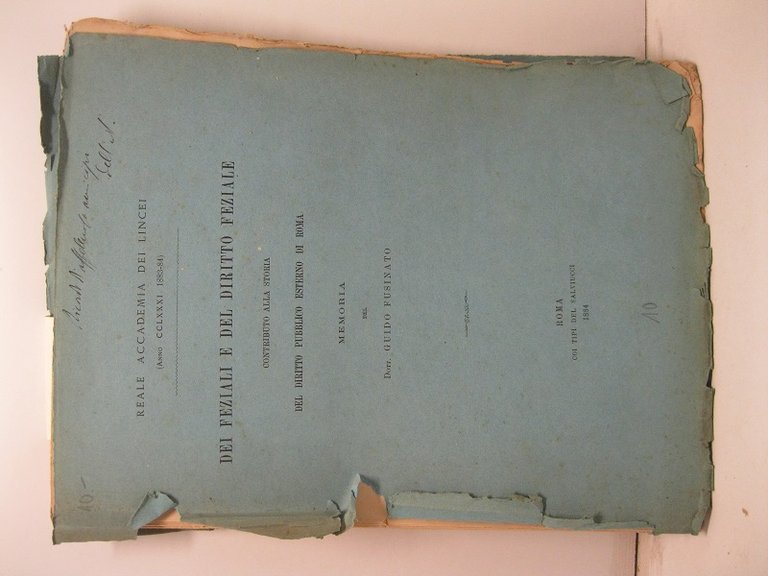 REALE ACCADEMIA DEI LINCEI
(ANNO CCLXXXI 1883-84)
DEI FEZIALI E DEL DIRITTO FEZIALE
CONTRIBUTO ALLA STORIA
DEL DIRITTO PUBBLICO ESTERNO DI ROMA
MEMORIA
DEL
DOTT. GUIDO FUSINATO
ROMA
COI TIPI DEL SALVIUCCI
1884
10
10-